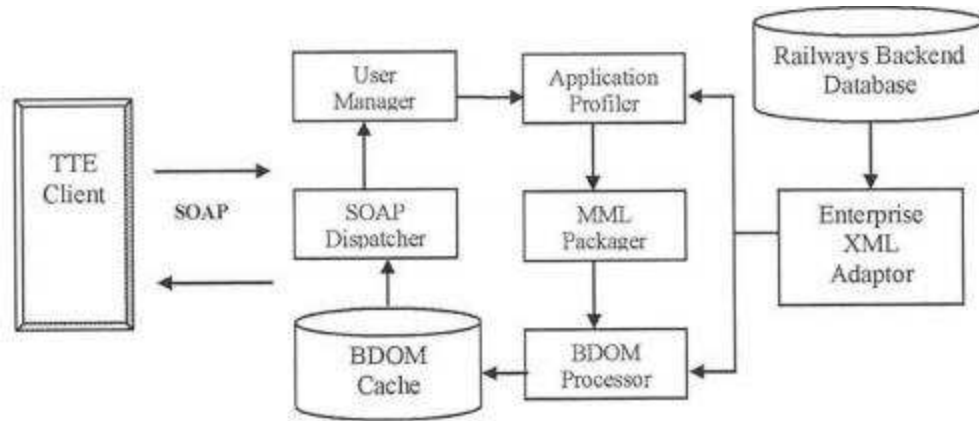 TTE
Client
SOAP
User
Manager
SOAP
Dispatcher
BDOM
Cache
Application
Profiler
MML
Packager
BDOM
Processor
Railways Backend
Database
Enterprise
XML
Adaptor